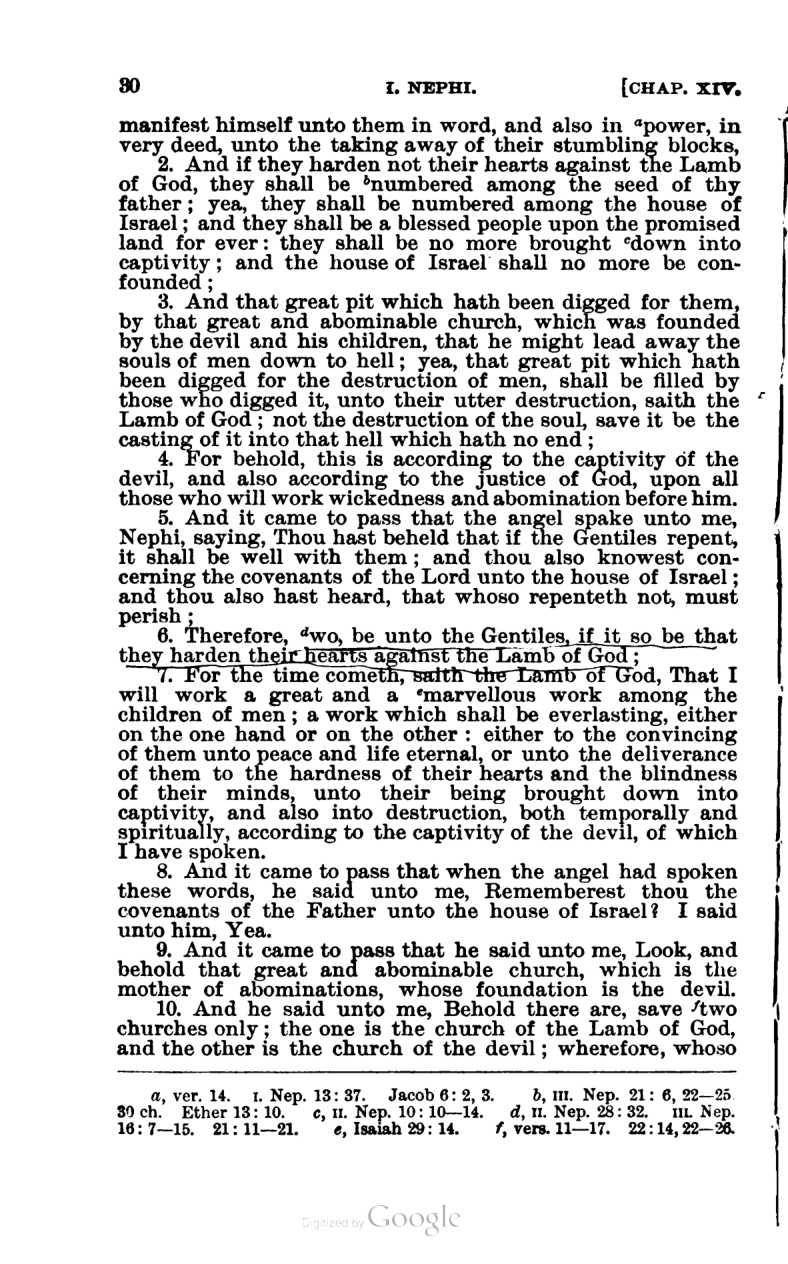 30 I. NEPHI. [CHAP. XIV.
manifest himself unto them in word, and also in ᵃpower, in
very deed, unto the taking away of their stumbling blocks,
2. And if they harden not their hearts against the Lamb
of God, they shall be ᵇnumbered among the seed of thy
father; yea, they shall be numbered among the house of
Israel; and they shall be a blessed people upon the promised
land for ever: they shall be no more brought ᶜdown into
captivity; and the house of Israel shall no more be con-
founded;
3. And that great pit which hath been digged for them,
by that great and abominable church, which was founded
by the devil and his children, that he might lead away the
souls of men down to hell; yea, that great pit which hath
been digged for the destruction of men, shall be filled by
those who digged it, unto their utter destruction, saith the
Lamb of God; not the destruction of the soul, save it be the
casting of it into that hell which hath no end;
4. For behold, this is according to the captivity of the
devil, and also according to the justice of God, upon all
those who will work wickedness and abomination before him.
5. And it came to pass that the angel spake unto me,
Nephi, saying, Thou hast beheld that if the Gentiles repent,
it shall be well with them; and thou also knowest con-
cerning the covenants of the Lord unto the house of Israel;
and thou also hast heard, that whoso repenteth not, must
perish;
6. Therefore, ᵈwo, be unto the Gentiles, if it so be that
they harden their hearts against the Lamb of God;
7. For the time cometh, saith the Lamb of God, That I
will work a great and a ᵉmarvellous work among the
children of men; a work which shall be everlasting, either
on the one hand or on the other: either to the convincing
of them unto peace and life eternal, or unto the deliverance
of them to the hardness of their hearts and the blindness
of their minds, unto their being brought down into
captivity, and also into destruction, both temporally and
spiritually, according to the captivity of the devil, of which
I have spoken.
8. And it came to pass that when the angel had spoken
these words, he said unto me, Rememberest thou the
covenants of the Father unto the house of Israel? I said
unto him, Yea.
9. And it came to pass that he said unto me, Look, and
behold that great and abominable church, which is the
mother of abominations, whose foundation is the devil.
10. And he said unto me, Behold there are, save ᶠtwo
churches only; the one is the church of the Lamb of God,
and the other is the church of the devil; wherefore, whoso
a, ver. 14. I. Nep. 13: 37. Jacob 6: 2, 3. b, III. Nep. 21: 6, 22—25.
30 ch. Ether 13: 10. c, II. Nep. 10: 10—14. d, II. Nep. 28: 32. III. Nep.
16: 7—15. 21: 11—21. e, Isaiah 29: 14. f, vers. 11—17. 22: 14, 22—26.
Digitized by Google